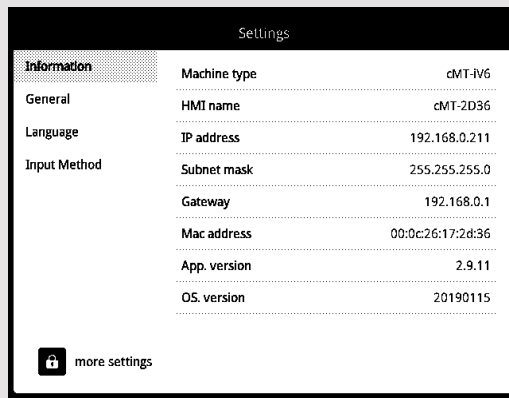 Settings
Information
General
Language
Input Method
Machine type cMT-iV6
HMI name cMT-2D36
IP address 192.168.0.211
Subnet mask 255.255.255.0
Gateway 192.168.0.1
Mac address 00:0c:26:17:2d:36
App. version 2.9.11
OS. version 20190115
more settings